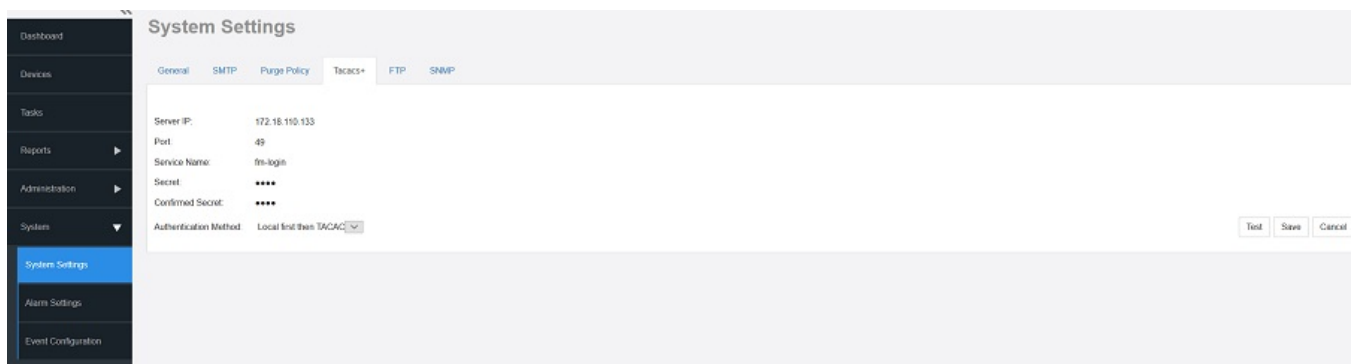 Dashboard
Devices
Tasks
Reports
Administration
System
System Settings
Alarm Settings
Event Configuration
System Settings
General SMTP Purge Policy Tacacs+ FTP SNMP
Server IP: 172.18.110.133
Port 49
Service Name: fm-login
Secret: ••••
Confirmed Secret: ••••
Authentication Method Local first then TACAC
Test Save Cancel